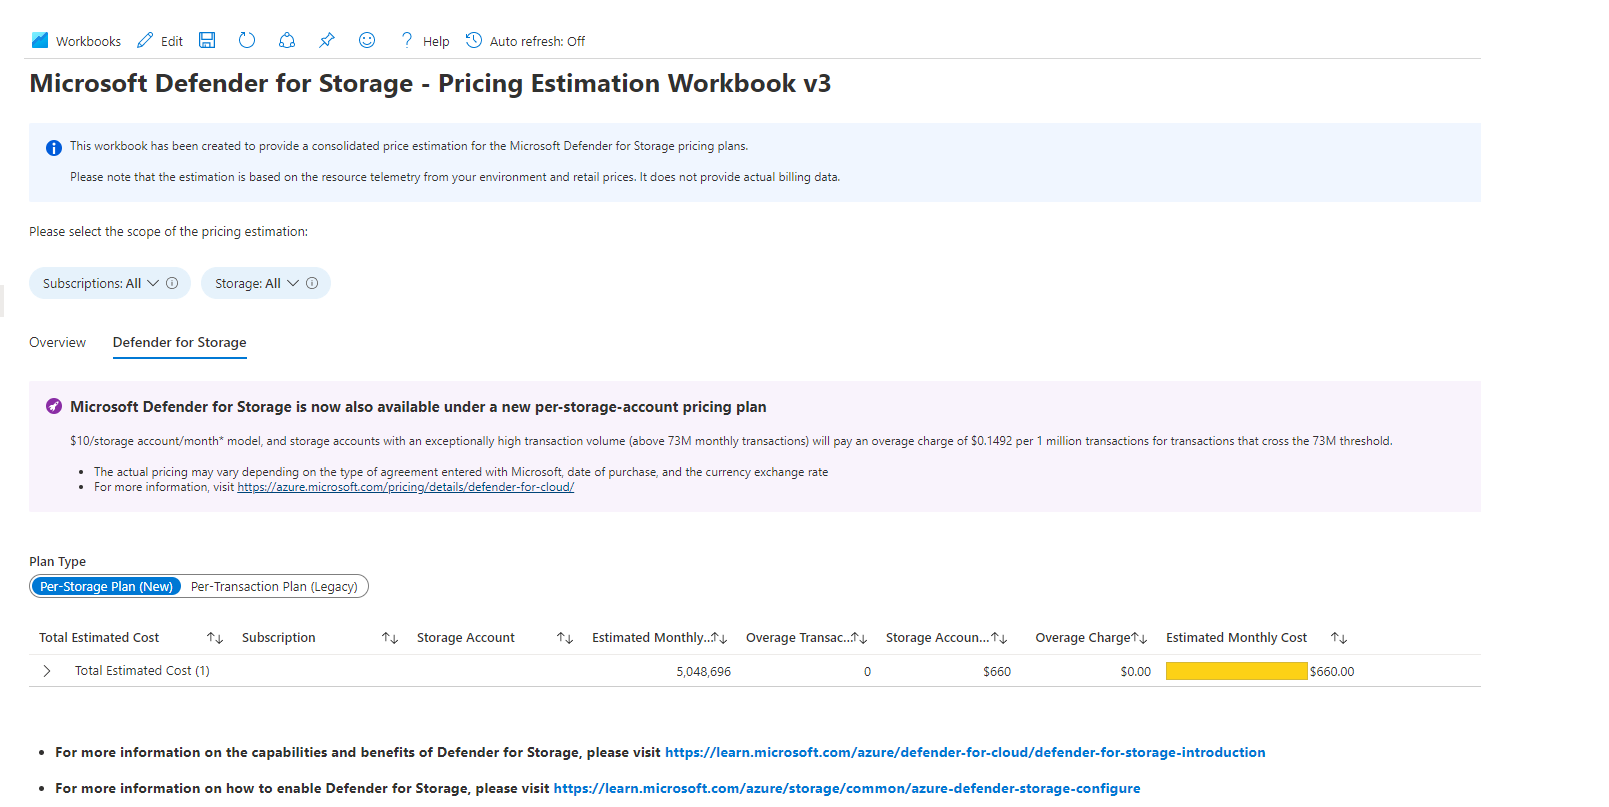 Workbooks Edit Help Auto refresh: Off
Microsoft Defender for Storage - Pricing Estimation Workbook v3
This workbook has been created to provide a consolidated price estimation for the Microsoft Defender for Storage pricing plans.
Please note that the estimation is based on the resource telemetry from your environment and retail prices. It does not provide actual billing data.
Please select the scope of the pricing estimation:
Subscriptions: All Storage: All
Overview Defender for Storage
Microsoft Defender for Storage is now also available under a new per-storage-account pricing plan
$10/storage account/month* model, and storage accounts with an exceptionally high transaction volume (above 73M monthly transactions) will pay an overage charge of $0.1492 per 1 million transactions for transactions that cross the 73M threshold.
• The actual pricing may vary depending on the type of agreement entered with Microsoft, date of purchase, and the currency exchange rate
• For more information, visit https://azure.microsoft.com/pricing/details/defender-for-cloud/
Plan Type
Per-Storage Plan (New) Per-Transaction Plan (Legacy)
Total Estimated Cost ↑↓ Subscription ↑↓ Storage Account ↑↓ Estimated Monthly...↑↓ Overage Transac...↑↓ Storage Accoun...↑↓ Overage Charge↑↓ Estimated Monthly Cost ↑↓
Total Estimated Cost (1) 5,048,696 0 $660 $0.00 $660.00
• For more information on the capabilities and benefits of Defender for Storage, please visit https://learn.microsoft.com/azure/defender-for-cloud/defender-for-storage-introduction
• For more information on how to enable Defender for Storage, please visit https://learn.microsoft.com/azure/storage/common/azure-defender-storage-configure